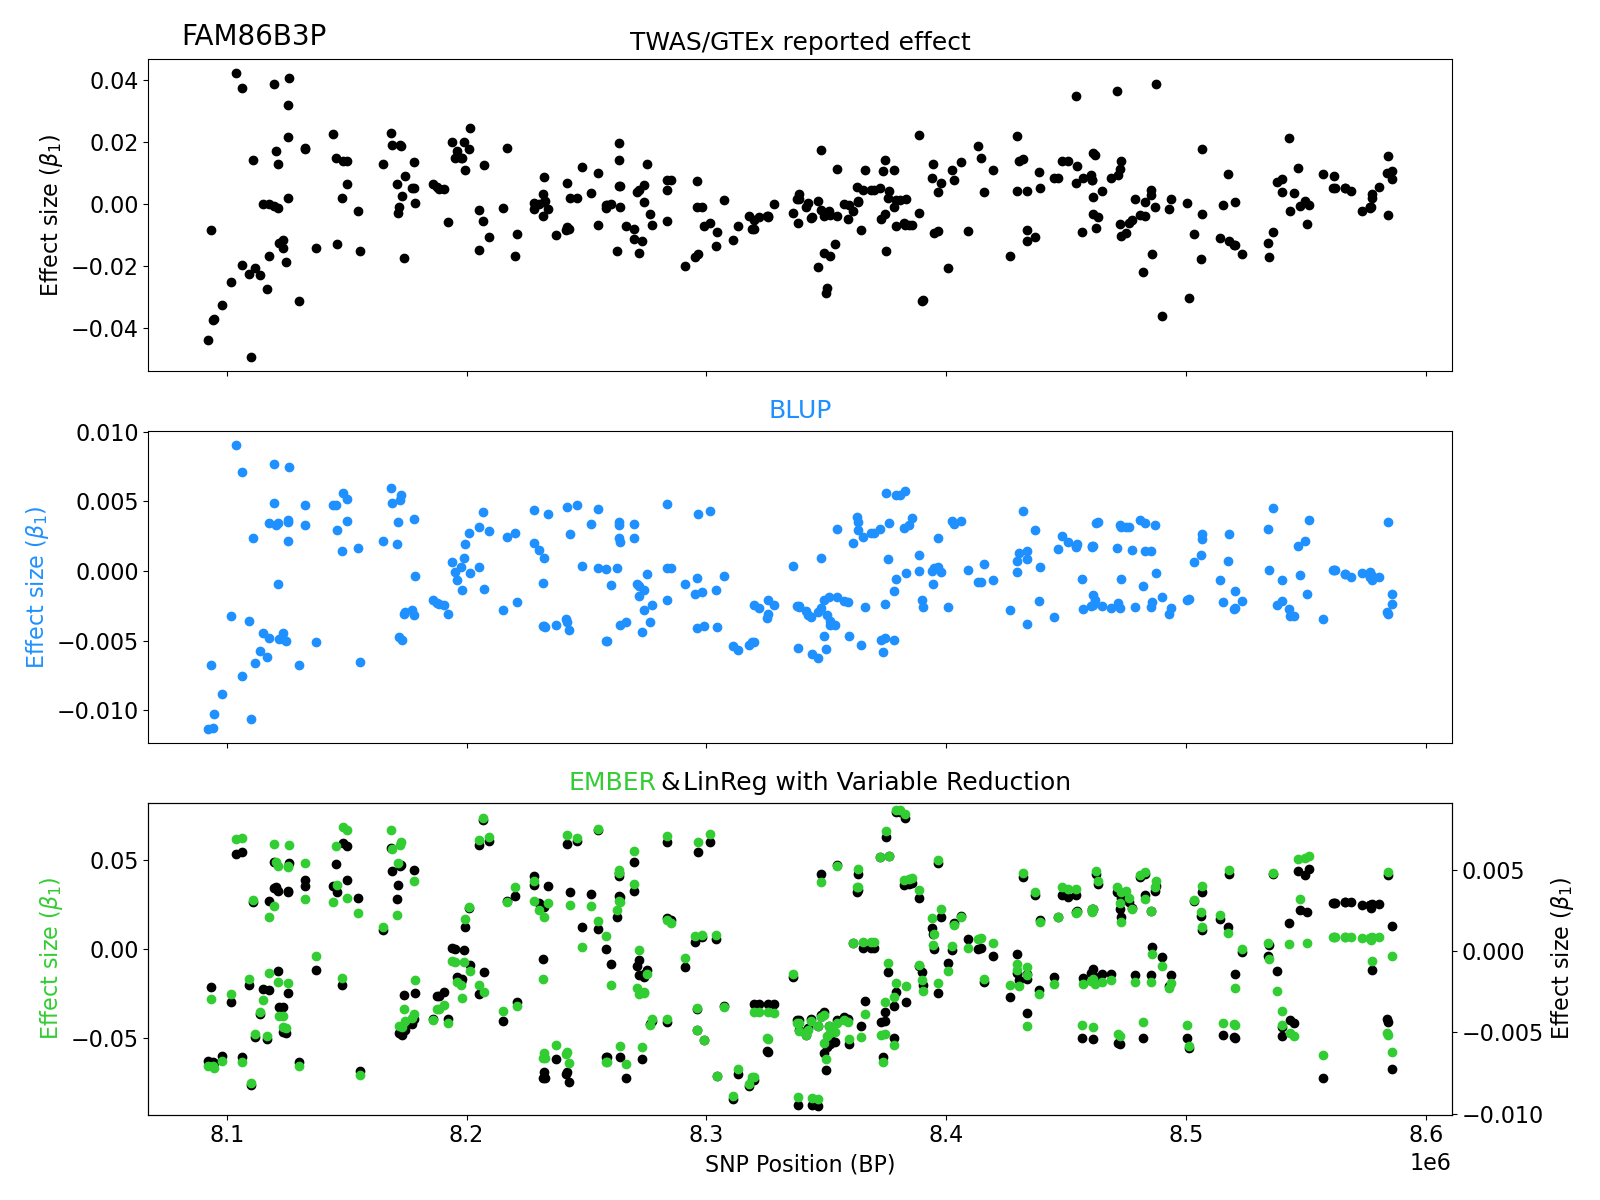 FAM86B3P
TWAS/GTEx reported effect
0.04
0.02
0.00
−0.02
−0.04
Effect size (β₁)
BLUP
0.010
0.005
0.000
−0.005
−0.010
Effect size (β₁)
EMBER & LinReg with Variable Reduction
0.05
0.00
−0.05
Effect size (β₁)
0.005
0.000
−0.005
−0.010
Effect size (β₁)
8.1 8.2 8.3 8.4 8.5 8.6
SNP Position (BP)
1e6